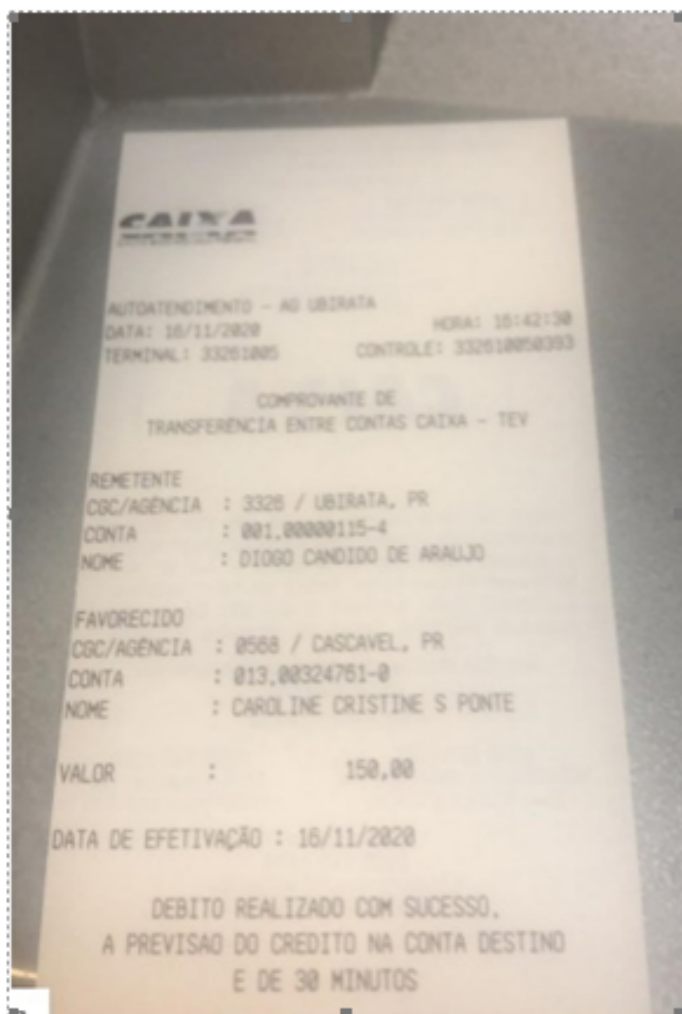 CAIXA
AUTOATENDIMENTO - AG UBIRATA
DATA: 16/11/2020 HORA: 16:42:30
TERMINAL: 33261005 CONTROLE: 332610050393
COMPROVANTE DE
TRANSFERÊNCIA ENTRE CONTAS CAIXA - TEV
REMETENTE
CGC/AGÊNCIA : 3326 / UBIRATA, PR
CONTA : 001.00000115-4
NOME : DIOGO CANDIDO DE ARAUJO
FAVORECIDO
CGC/AGÊNCIA : 0568 / CASCAVEL, PR
CONTA : 013.00324761-0
NOME : CAROLINE CRISTINE S PONTE
VALOR : 150,00
DATA DE EFETIVAÇÃO : 16/11/2020
DEBITO REALIZADO COM SUCESSO,
A PREVISAO DO CREDITO NA CONTA DESTINO
E DE 30 MINUTOS